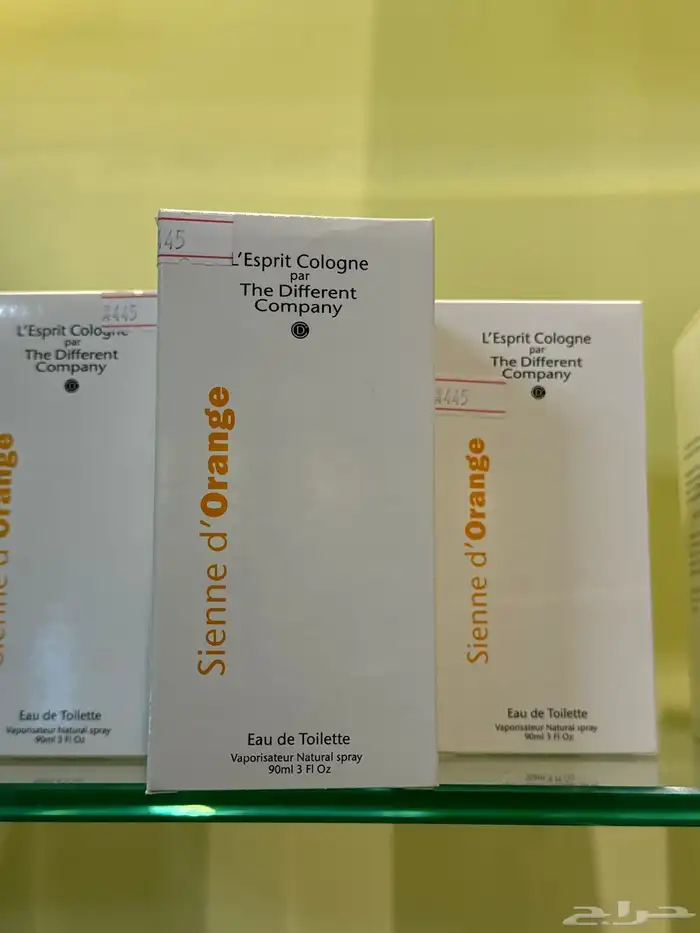 445
L'Esprit Cologne
par
The Different
Company
D
Sienne d'Orange
Eau de Toilette
Vaporisateur Natural spray
90ml 3 Fl Oz
445
L'Esprit Cologne
par
The Different
Company
D
Sienne d'Orange
Eau de Toilette
Vaporisateur Natural spray
90ml 3 Fl Oz
L'Esprit Cologne
par
The Different
Company
D
445
Sienne d'Orange
Eau de Toilette
Vaporisateur Natural spray
90ml 3 Fl Oz
حراج